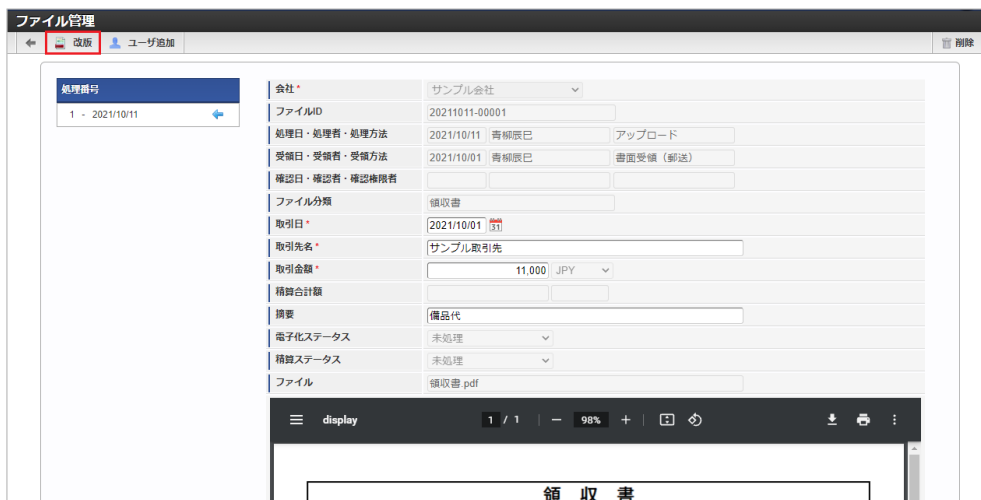 ファイル管理
改版 ユーザ追加 削除
処理番号
1 - 2021/10/11
会社* サンプル会社
ファイルID 20211011-00001
処理日・処理者・処理方法 2021/10/11 青柳辰巳 アップロード
受領日・受領者・受領方法 2021/10/01 青柳辰巳 書面受領（郵送）
確認日・確認者・確認権限者
ファイル分類 領収書
取引日* 2021/10/01 31
取引先名* サンプル取引先
取引金額* 11,000 JPY
精算合計額
摘要 備品代
電子化ステータス 未処理
精算ステータス 未処理
ファイル 領収書.pdf
display 1 / 1 98%
領 収 書